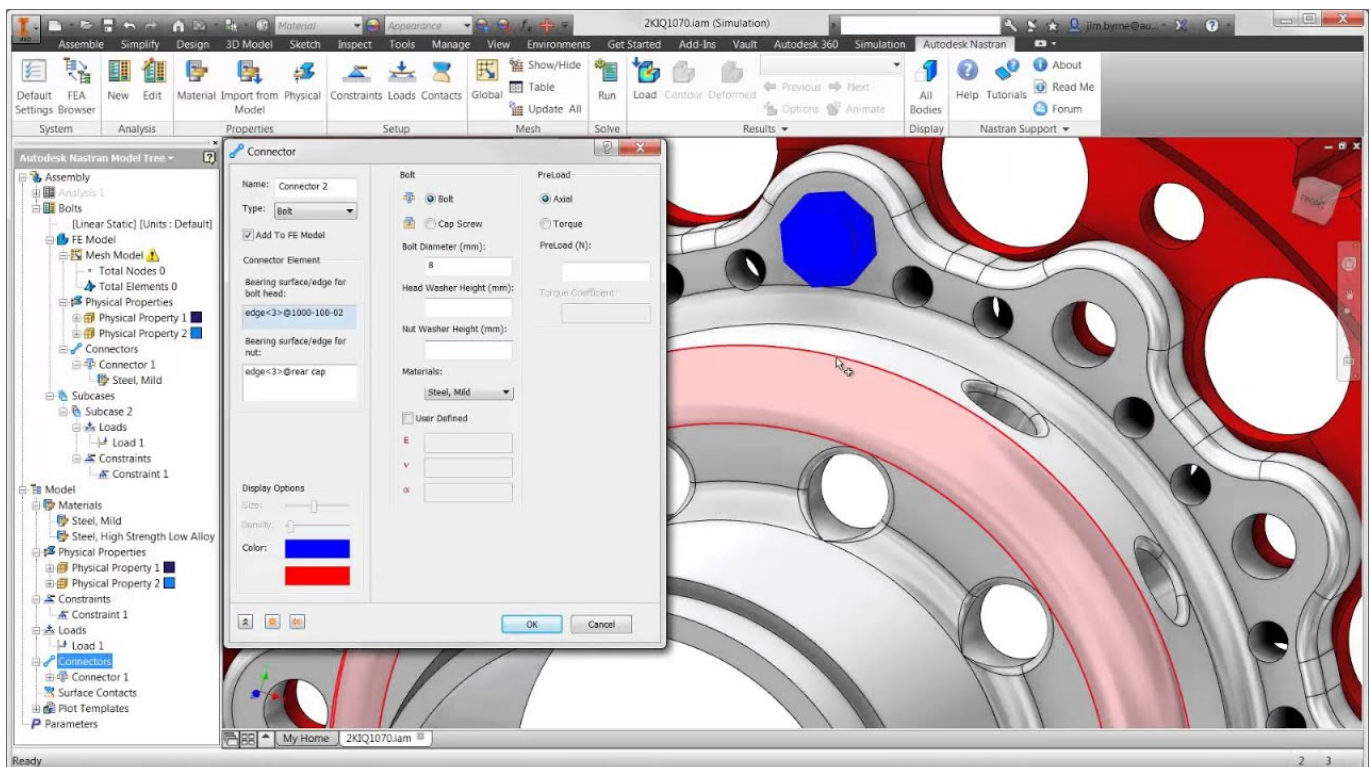 Material
Appearance
2KIQ1070.iam (Simulation)
jim.byrne@au...
PRO
Assemble Simplify Design 3D Model Sketch Inspect Tools Manage View Environments Get Started Add-Ins Vault Autodesk 360 Simulation Autodesk Nastran
Default Settings
FEA Browser
New
Edit
Material
Import from Model
Physical
Constraints
Loads
Contacts
Global
Show/Hide
Table
Update All
Run
Load
Contour
Deformed
Previous
Next
Options
Animate
All Bodies
Help
Tutorials
About
Read Me
Forum
System Analysis Properties Setup Mesh Solve Results Display Nastran Support
Autodesk Nastran Model Tree
Assembly
Analysis 1
Bolts
[Linear Static] [Units : Default]
FE Model
Mesh Model
Total Nodes 0
Total Elements 0
Physical Properties
Physical Property 1
Physical Property 2
Connectors
Connector 1
Steel, Mild
Subcases
Subcase 2
Loads
Load 1
Constraints
Constraint 1
Model
Materials
Steel, Mild
Steel, High Strength Low Alloy
Physical Properties
Physical Property 1
Physical Property 2
Constraints
Constraint 1
Loads
Load 1
Connectors
Connector 1
Surface Contacts
Plot Templates
Parameters
Connector
Name: Connector 2
Type: Bolt
Add To FE Model
Connector Element
Bearing surface/edge for
bolt head:
edge<3>@1000-100-02
Bearing surface/edge for
nut:
edge<3>@rear cap
Display Options
Size:
Density:
Color:
Bolt
Bolt
Cap Screw
Bolt Diameter (mm):
8
Head Washer Height (mm):
Nut Washer Height (mm):
Materials:
Steel, Mild
User Defined
E
ν
α
PreLoad
Axial
Torque
PreLoad (N):
Torque Coefficient:
OK Cancel
FRONT
My Home 2KIQ1070.iam
Ready
2 3